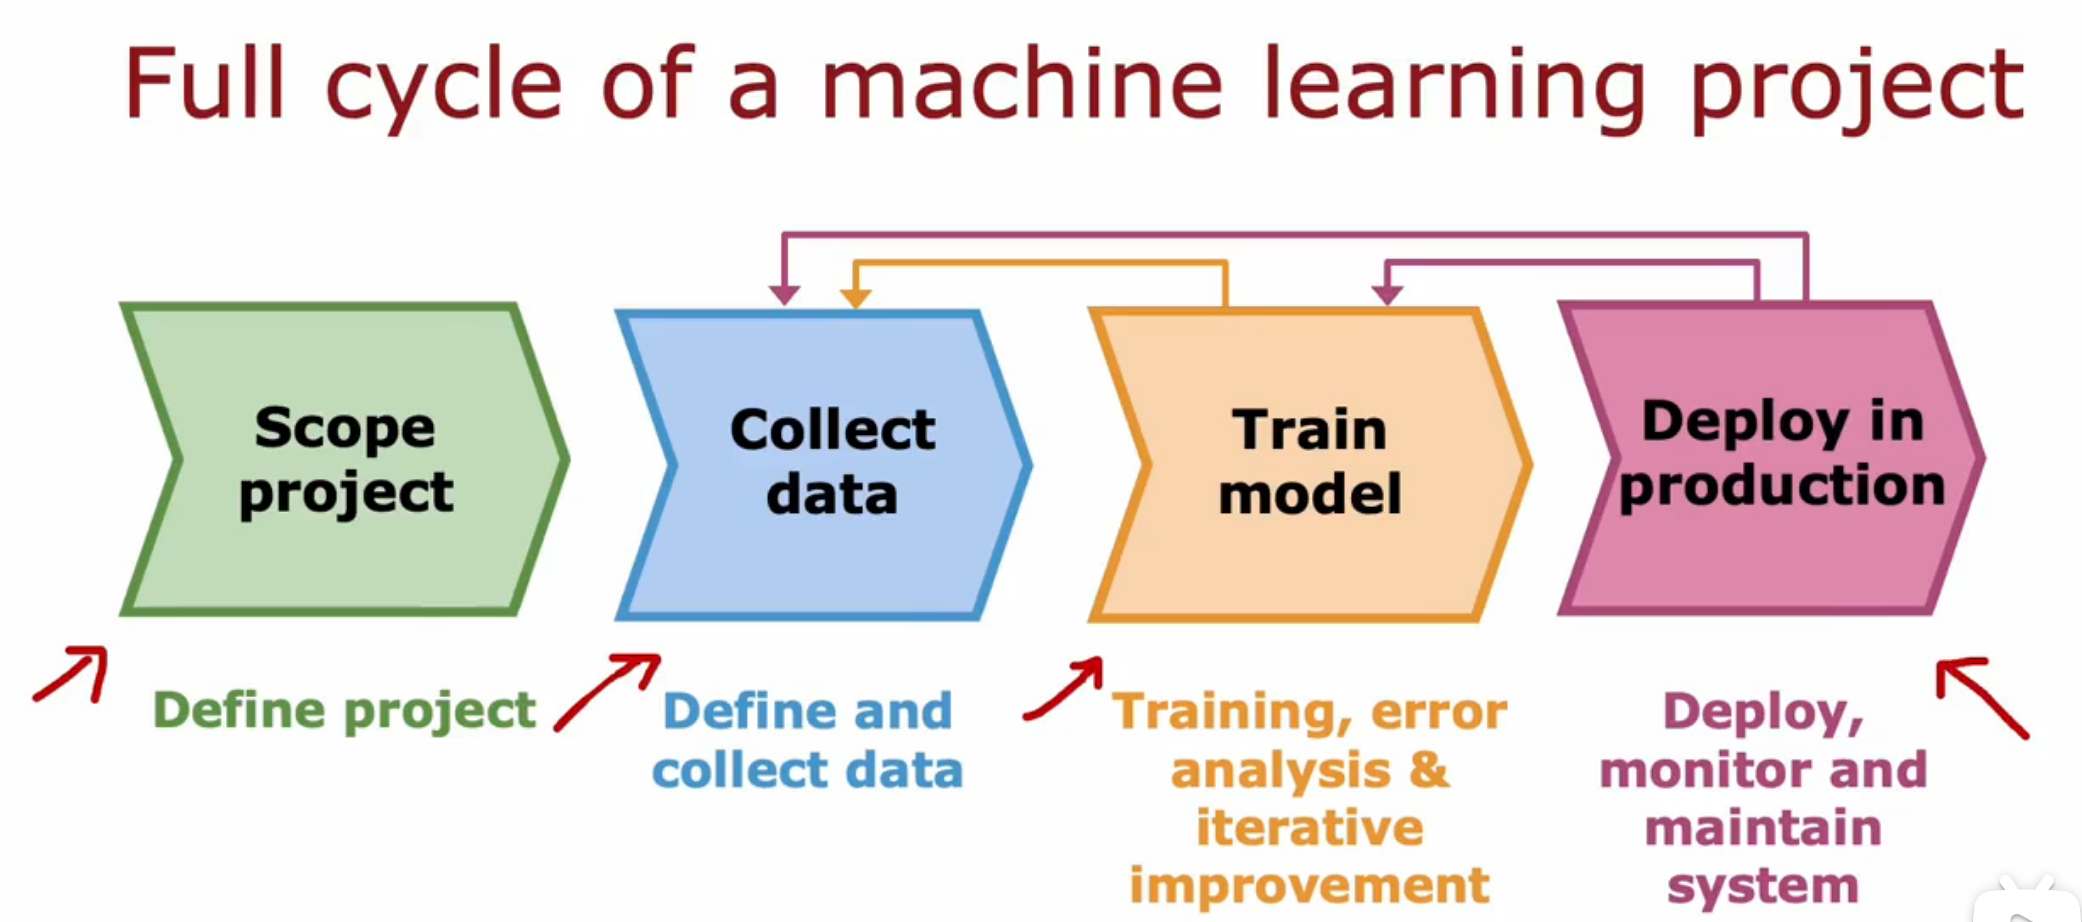 Full cycle of a machine learning project
Scope
project
Collect
data
Train
model
Deploy in
production
Define project
Define and
collect data
Training, error
analysis &
iterative
improvement
Deploy,
monitor and
maintain
system